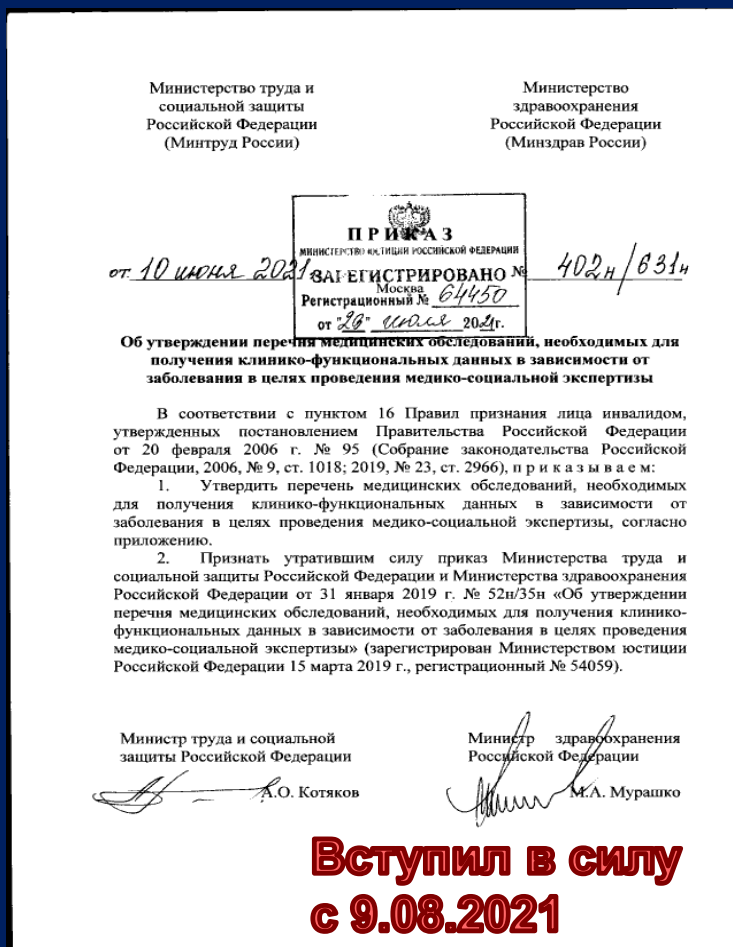 Министерство труда и
социальной защиты
Российской Федерации
(Минтруд России)
Министерство
здравоохранения
Российской Федерации
(Минздрав России)
ПРИКАЗ
МИНИСТЕРСТВО ЮСТИЦИИ РОССИЙСКОЙ ФЕДЕРАЦИИ
от 10 июня 2021 ЗАРЕГИСТРИРОВАНО № 402н/631н
Москва
Регистрационный № 64450
от "29" июля 2021г.
Об утверждении перечня медицинских обследований, необходимых для
получения клинико-функциональных данных в зависимости от
заболевания в целях проведения медико-социальной экспертизы
В соответствии с пунктом 16 Правил признания лица инвалидом,
утвержденных постановлением Правительства Российской Федерации
от 20 февраля 2006 г. № 95 (Собрание законодательства Российской
Федерации, 2006, № 9, ст. 1018; 2019, № 23, ст. 2966), п р и к а з ы в а е м:
1. Утвердить перечень медицинских обследований, необходимых
для получения клинико-функциональных данных в зависимости от
заболевания в целях проведения медико-социальной экспертизы, согласно
приложению.
2. Признать утратившим силу приказ Министерства труда и
социальной защиты Российской Федерации и Министерства здравоохранения
Российской Федерации от 31 января 2019 г. № 52н/35н «Об утверждении
перечня медицинских обследований, необходимых для получения клинико-
функциональных данных в зависимости от заболевания в целях проведения
медико-социальной экспертизы» (зарегистрирован Министерством юстиции
Российской Федерации 15 марта 2019 г., регистрационный № 54059).
Министр труда и социальной
защиты Российской Федерации
А.О. Котяков
Министр здравоохранения
Российской Федерации
М.А. Мурашко
Вступил в силу
с 9.08.2021